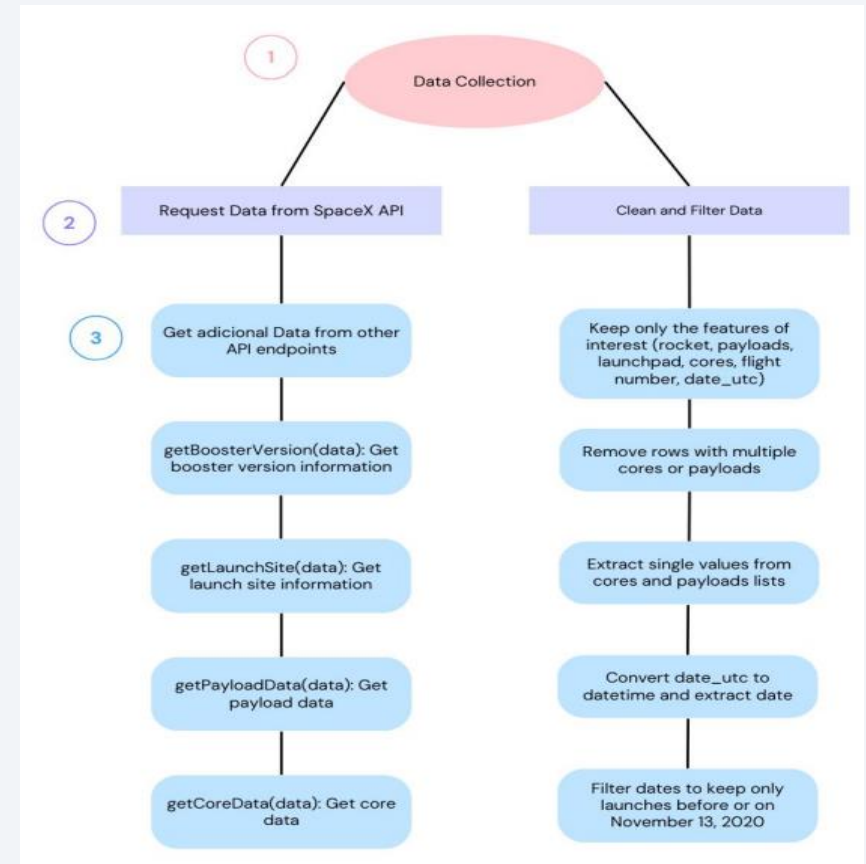 1
Data Collection
2
Request Data from SpaceX API
Clean and Filter Data
3
Get adicional Data from other
API endpoints
Keep only the features of
interest (rocket, payloads,
launchpad, cores, flight
number, date_utc)
getBoosterVersion(data): Get
booster version information
Remove rows with multiple
cores or payloads
getLaunchSite(data): Get
launch site information
Extract single values from
cores and payloads lists
getPayloadData(data): Get
payload data
Convert date_utc to
datetime and extract date
getCoreData(data): Get core
data
Filter dates to keep only
launches before or on
November 13, 2020